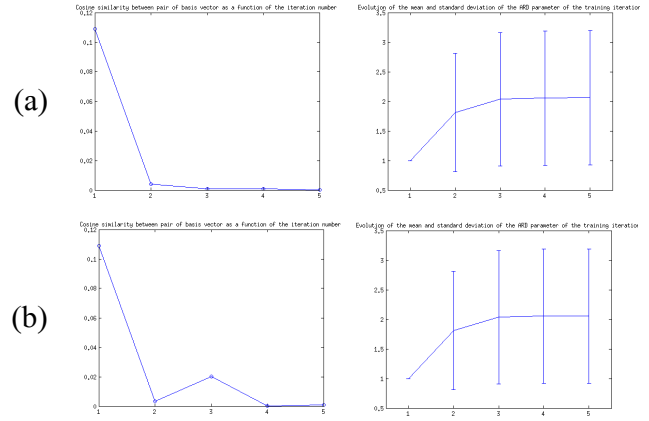 Cosine similarity between pair of basis vector as a function of the iteration number
0.12
0.1
0.08
0.06
0.04
0.02
0
1 2 3 4 5
Evolution of the mean and standard deviation of the ARD parameter of the training iteration
3.5
3
2.5
2
1.5
1
0.5
1 2 3 4 5
(a)
Cosine similarity between pair of basis vector as a function of the iteration number
0.12
0.1
0.08
0.06
0.04
0.02
0
1 2 3 4 5
Evolution of the mean and standard deviation of the ARD parameter of the training iteration
3.5
3
2.5
2
1.5
1
0.5
1 2 3 4 5
(b)